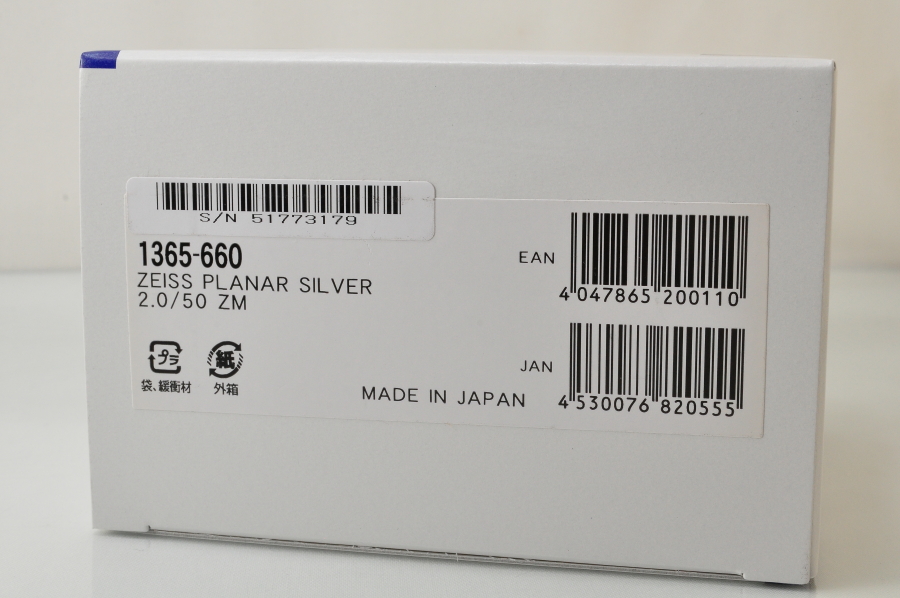 S/N 51773179
1365-660
ZEISS PLANAR SILVER
2.0/50 ZM
EAN
4 047865 200110
JAN
4 530076 820555
プラ
紙
袋、緩衝材
外箱
MADE IN JAPAN